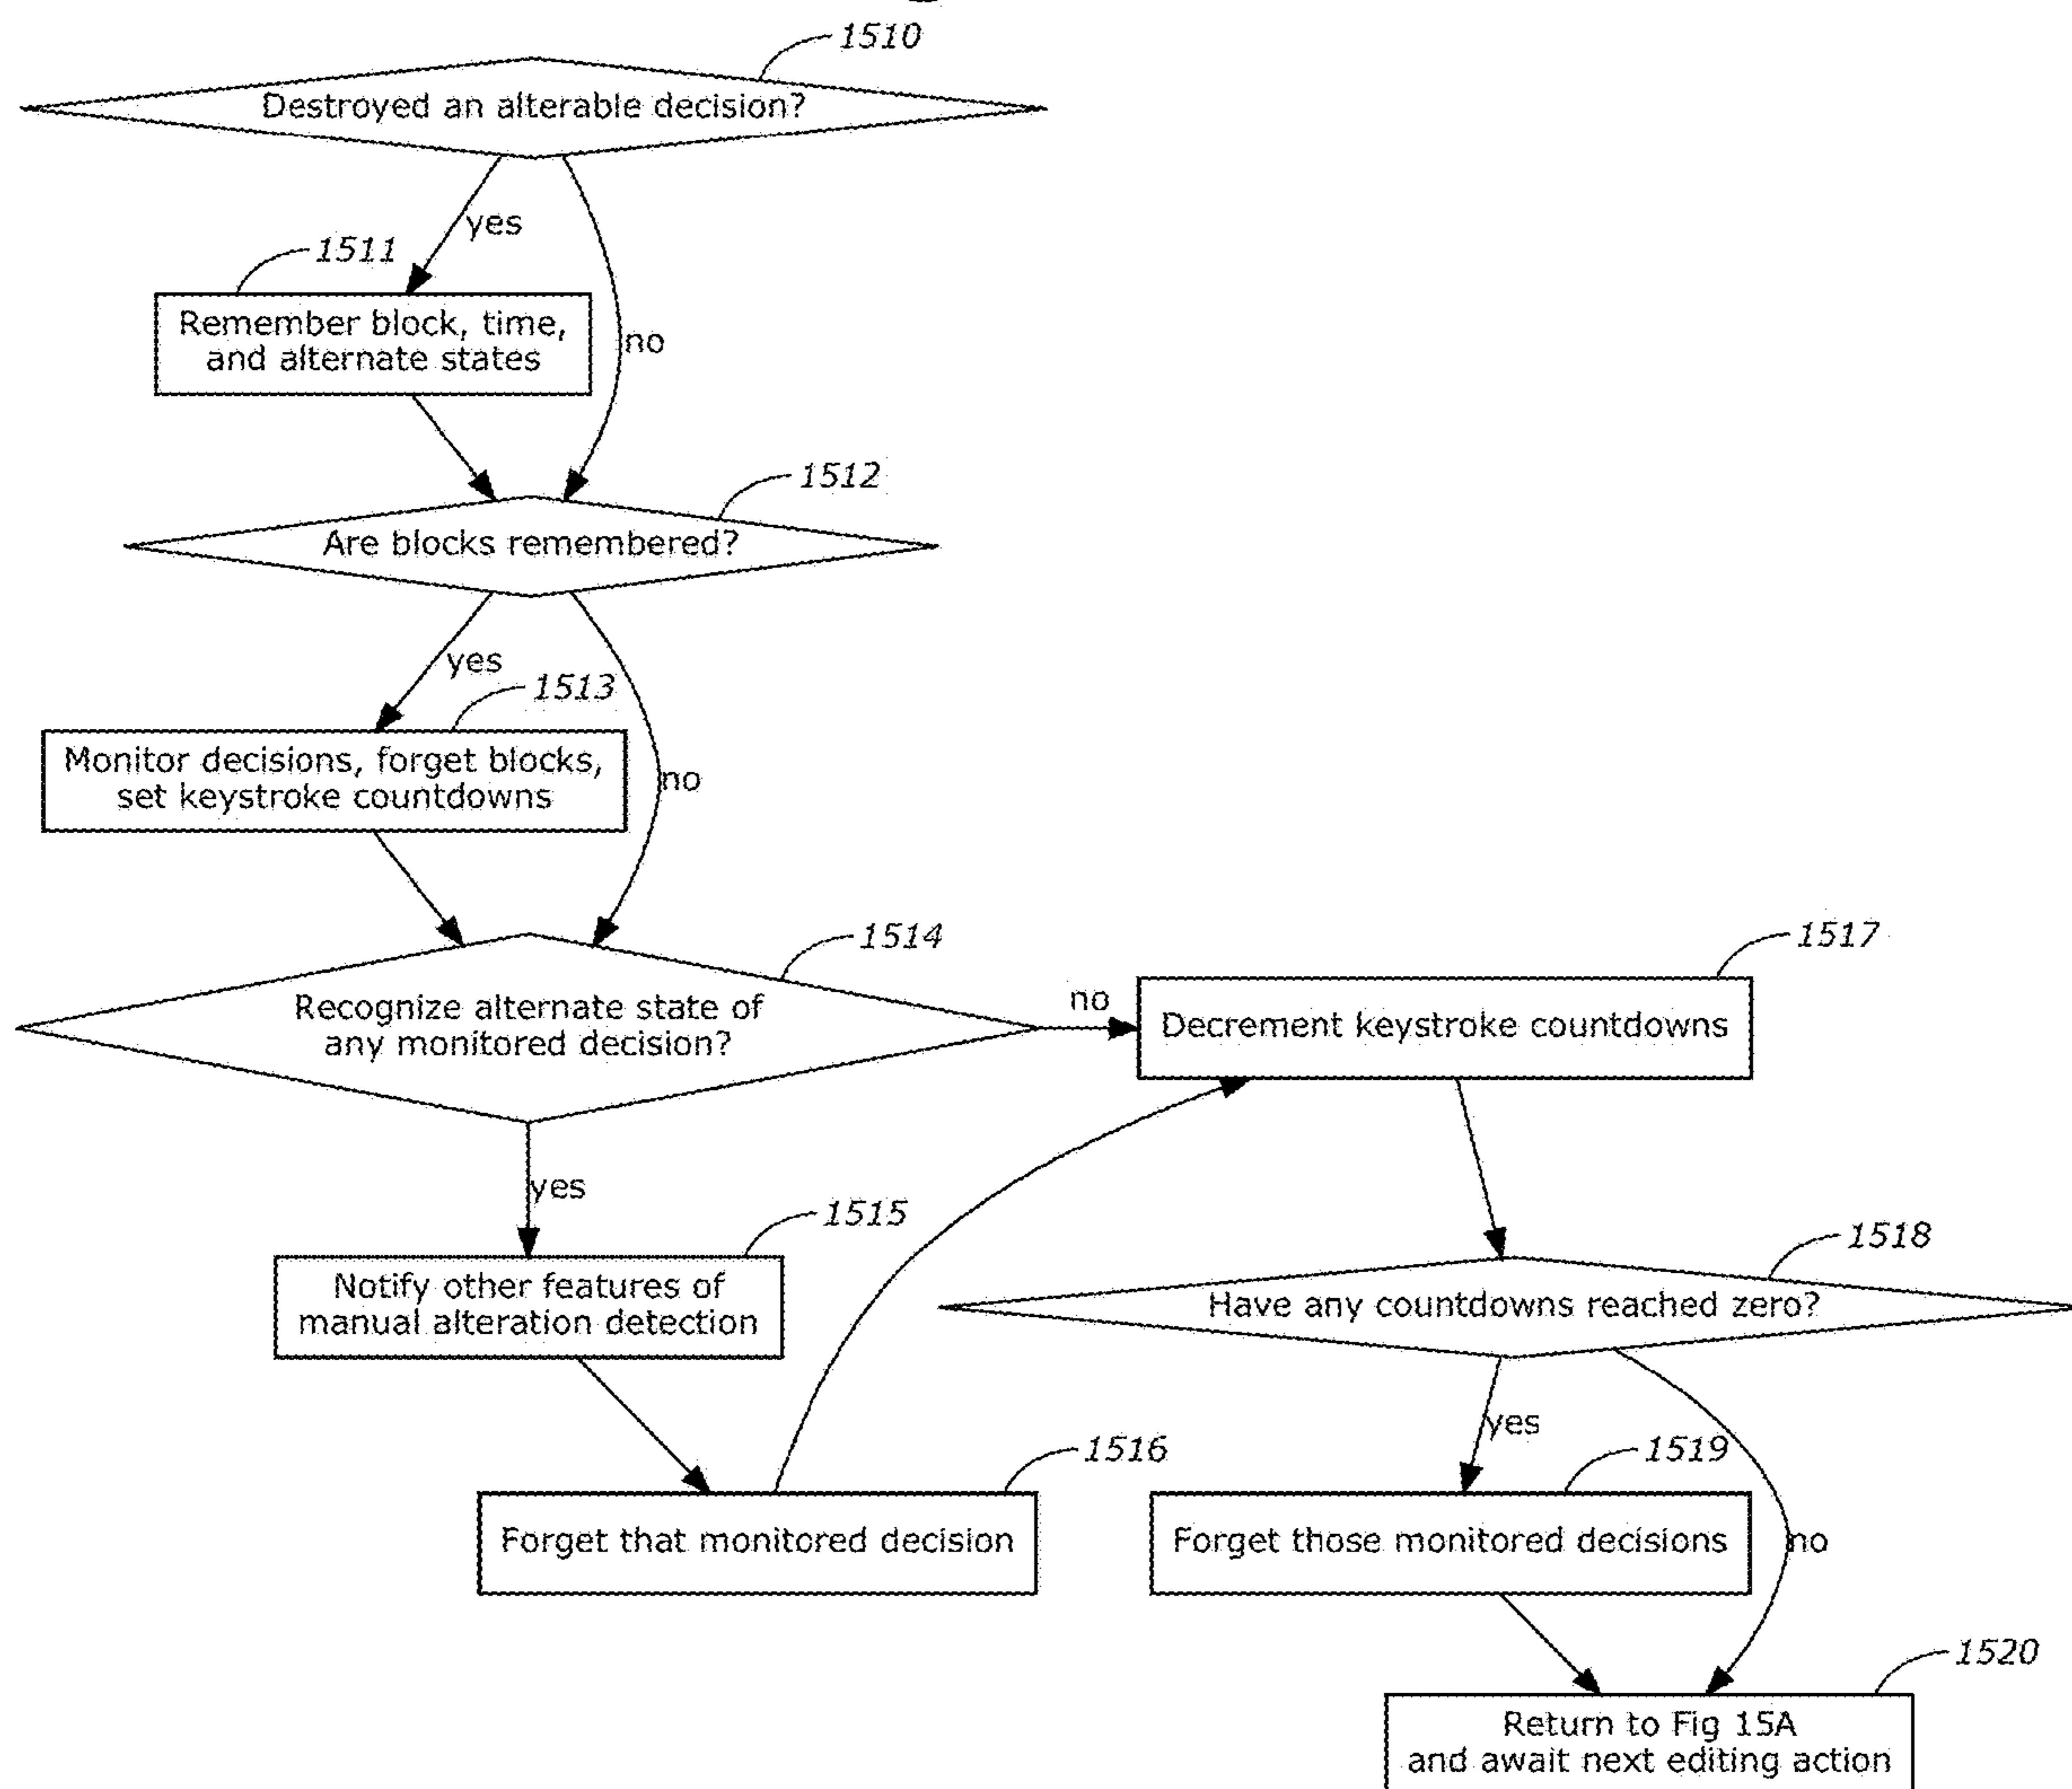 1510
Destroyed an alterable decision?
yes
1511
Remember block, time,
and alternate states
no
1512
Are blocks remembered?
yes
1513
Monitor decisions, forget blocks,
set keystroke countdowns
no
1514
Recognize alternate state of
any monitored decision?
no
1517
Decrement keystroke countdowns
yes
1515
Notify other features of
manual alteration detection
1518
Have any countdowns reached zero?
yes
1516
Forget that monitored decision
1519
Forget those monitored decisions
no
1520
Return to Fig 15A
and await next editing action